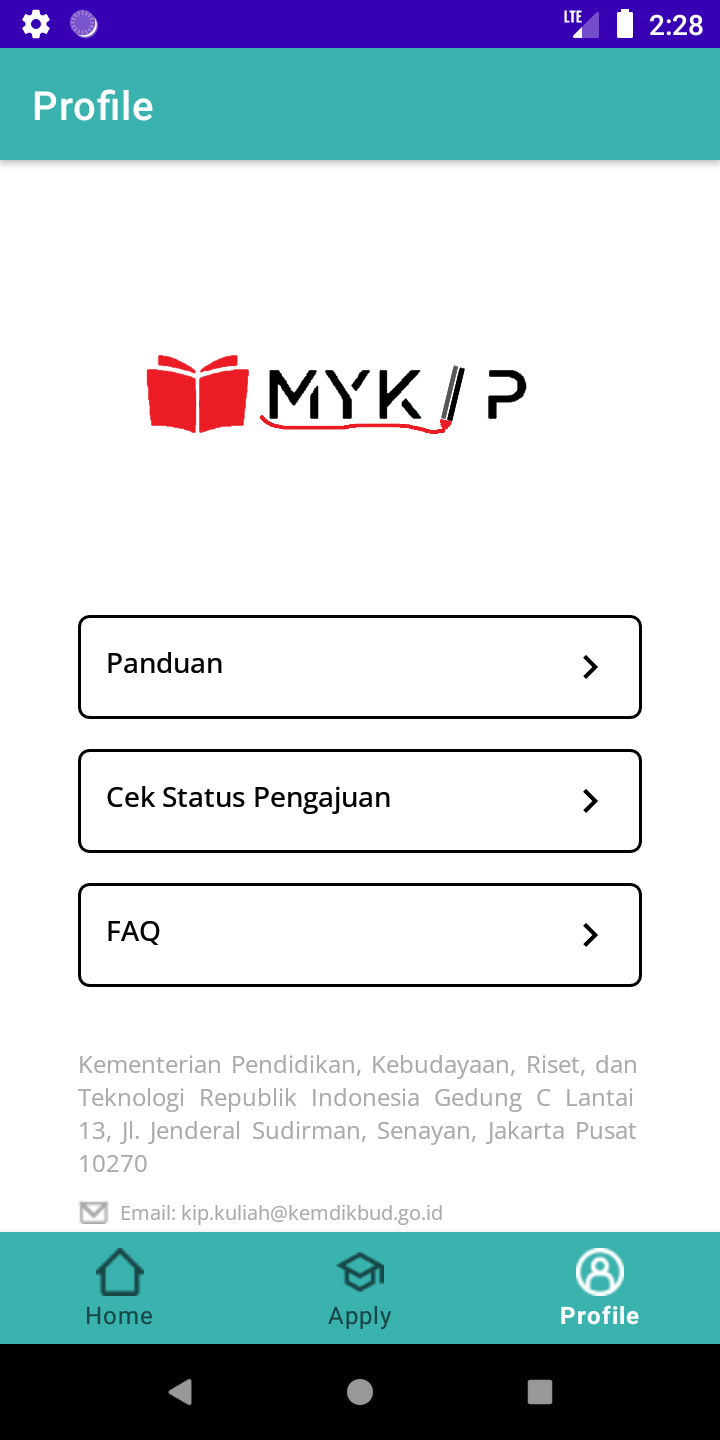 LTE 2:28
Profile
MYKIP
Panduan
Cek Status Pengajuan
FAQ
Kementerian Pendidikan, Kebudayaan, Riset, dan
Teknologi Republik Indonesia Gedung C Lantai
13, Jl. Jenderal Sudirman, Senayan, Jakarta Pusat
10270
Email: kip.kuliah@kemdikbud.go.id
Home Apply Profile